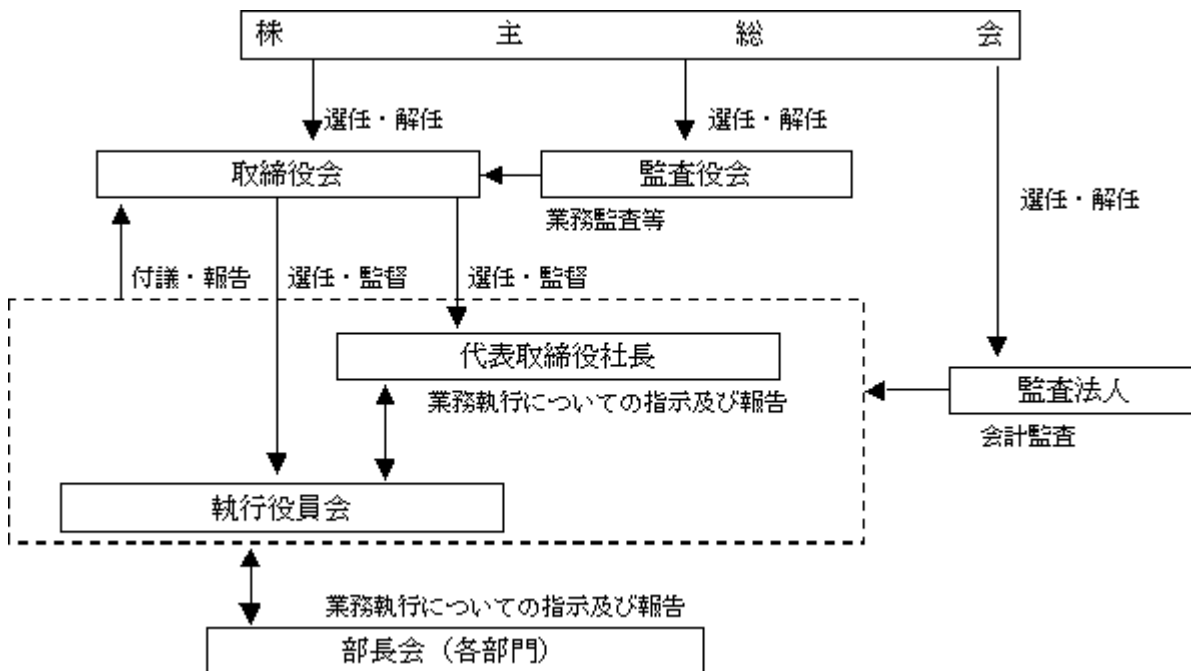 株主総会
選任・解任
選任・解任
取締役会
監査役会
業務監査等
選任・解任
付議・報告
選任・監督
選任・監督
代表取締役社長
業務執行についての指示及び報告
監査法人
会計監査
執行役員会
業務執行についての指示及び報告
部長会（各部門）